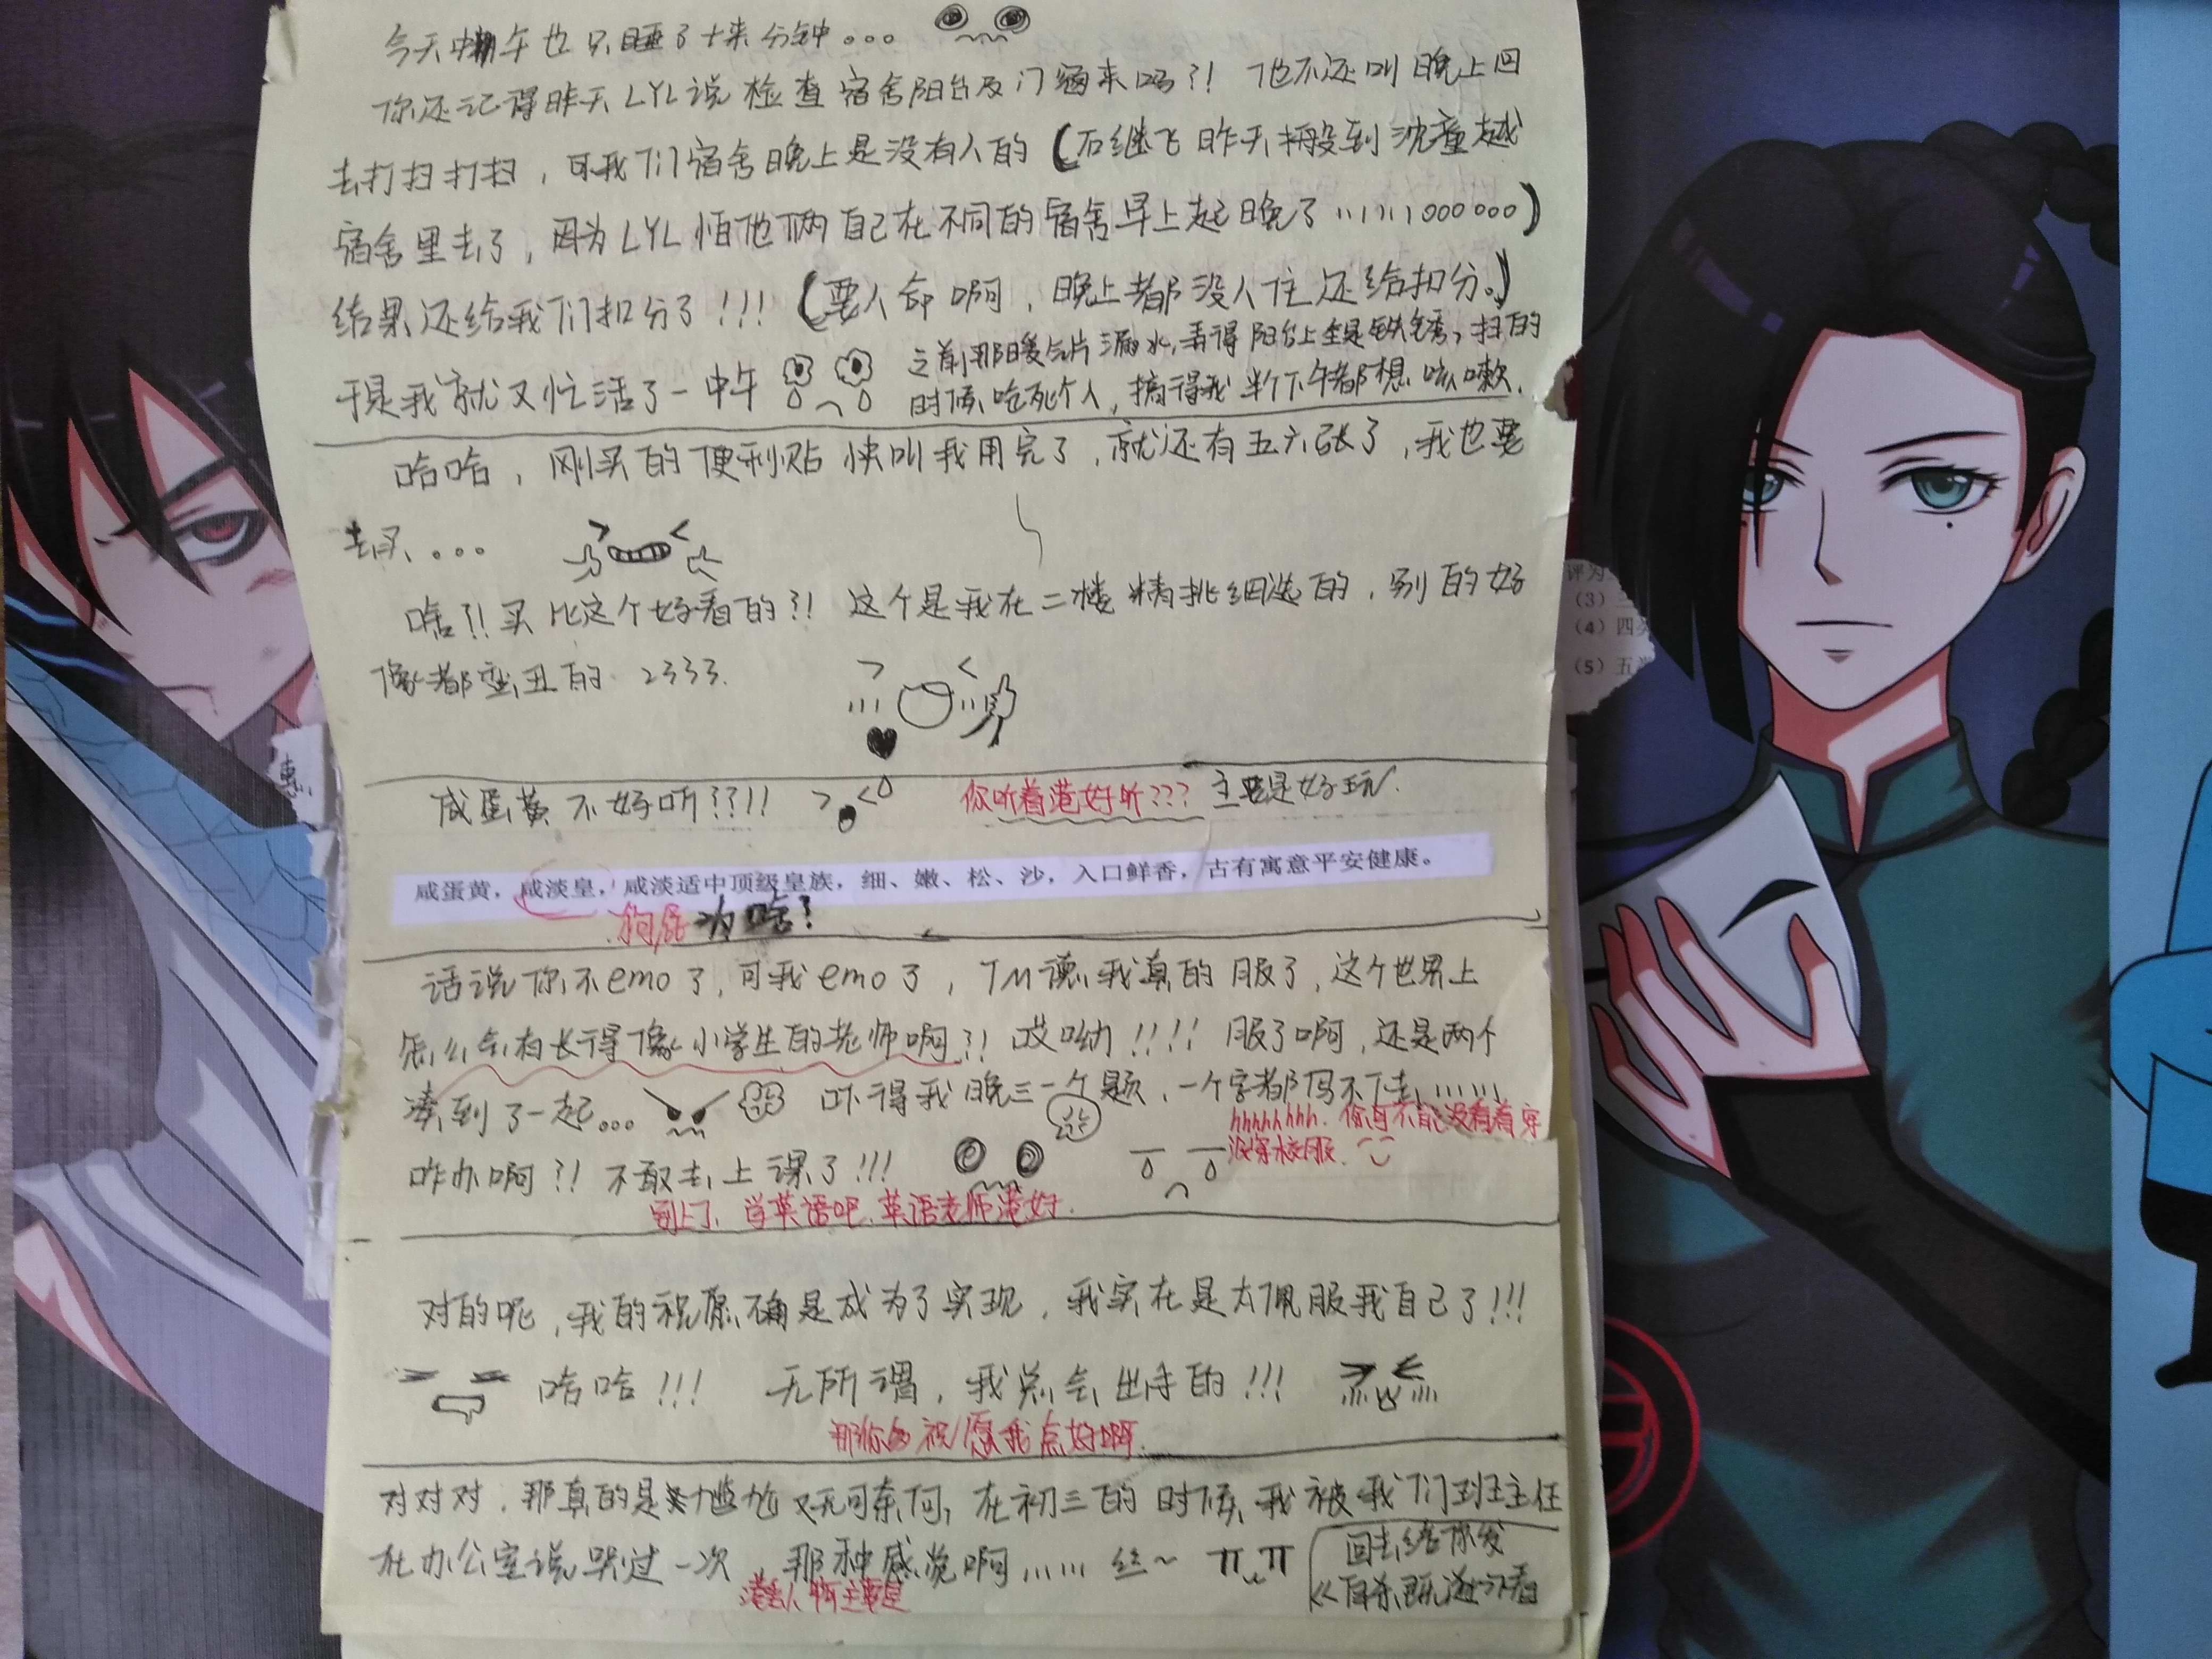 今天中午也只睡了十来分钟。。。
你还记得昨天LYL说检查宿舍阳台及门窗来吗?! 他不还叫晚上回
去打扫打扫，可我们宿舍晚上是没有人的(石继飞昨天搬到沈童越
宿舍里去了，因为LYL怕他俩自己在不同的宿舍早上起晚了)
结果还给我们扣分了!!!(要人命啊，晚上都没人住还给扣分。)
之前那暖气片漏水,弄得阳台上全是铁锈,扫的
于是我就又忙活了一中午
时候呛死个人,搞得我半个下午都想咳嗽.
哈哈，刚买的便利贴快叫我用完了,就还有五六张了,我也要
去买。。。
啥?!!买比这个好看的?! 这个是我在二楼精挑细选的,别的好
像都蛮丑的 2333.
咸蛋黄不好听??!! 你听着港好听??? 主要是好玩
咸蛋黄，咸淡皇，咸淡适中顶级皇族，细、嫩、松、沙，入口鲜香，古有寓意平安健康。
狗屁 为啥!
话说你不emo了,可我emo了,TM德,我真的服了,这个世界上
怎么会有长得像小学生的老师啊?! 哎呦!!!! 服了啊,还是两个
凑到了一起... 吓得我晚三一个题、一个字都写不下去
hhhhhhhh. 你可不能没看着穿
没穿校服.
咋办啊?! 不敢去上课了!!!
别上了,学英语吧,英语老师港好.
对的呢,我的祝愿确是成为了实现,我实在是太佩服我自己了!!!
哈哈!!! 无所谓,我总会出手的!!!
那你多祝愿我点好啊.
对对对,那真的是尴尬又无可奈何,在初三的时候,我被我们班主任
在办公室说哭过一次,那种感觉啊 丝~
港丢人啊主要是
回去给你发